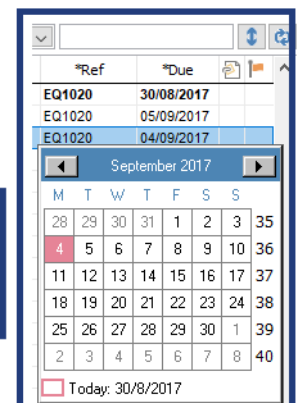 *Ref *Due
EQ1020 30/08/2017
EQ1020 05/09/2017
EQ1020 04/09/2017
September 2017
M T W T F S S
28 29 30 31 1 2 3 35
4 5 6 7 8 9 10 36
11 12 13 14 15 16 17 37
18 19 20 21 22 23 24 38
25 26 27 28 29 30 1 39
2 3 4 5 6 7 8 40
Today: 30/8/2017